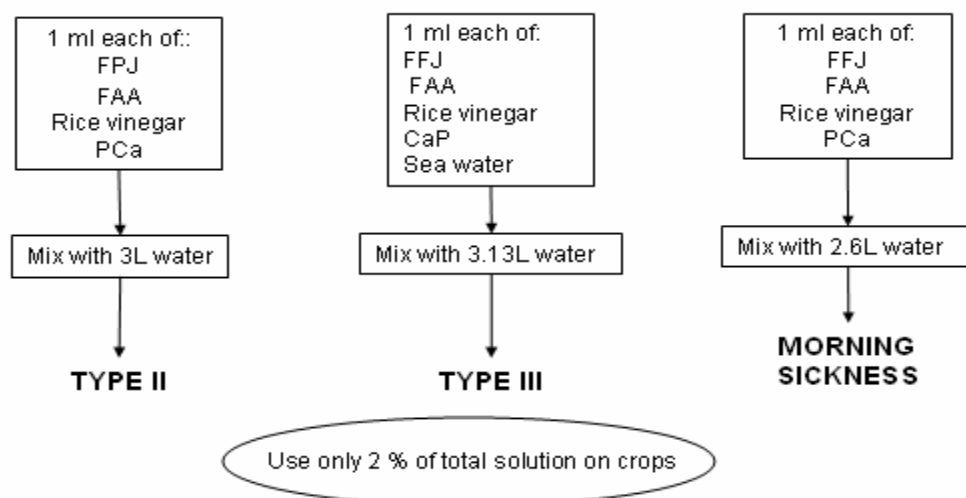 1 ml each of::
FPJ
FAA
Rice vinegar
PCa
Mix with 3L water
TYPE II
1 ml each of:
FFJ
FAA
Rice vinegar
CaP
Sea water
Mix with 3.13L water
TYPE III
1 ml each of:
FFJ
FAA
Rice vinegar
PCa
Mix with 2.6L water
MORNING
SICKNESS
Use only 2 % of total solution on crops